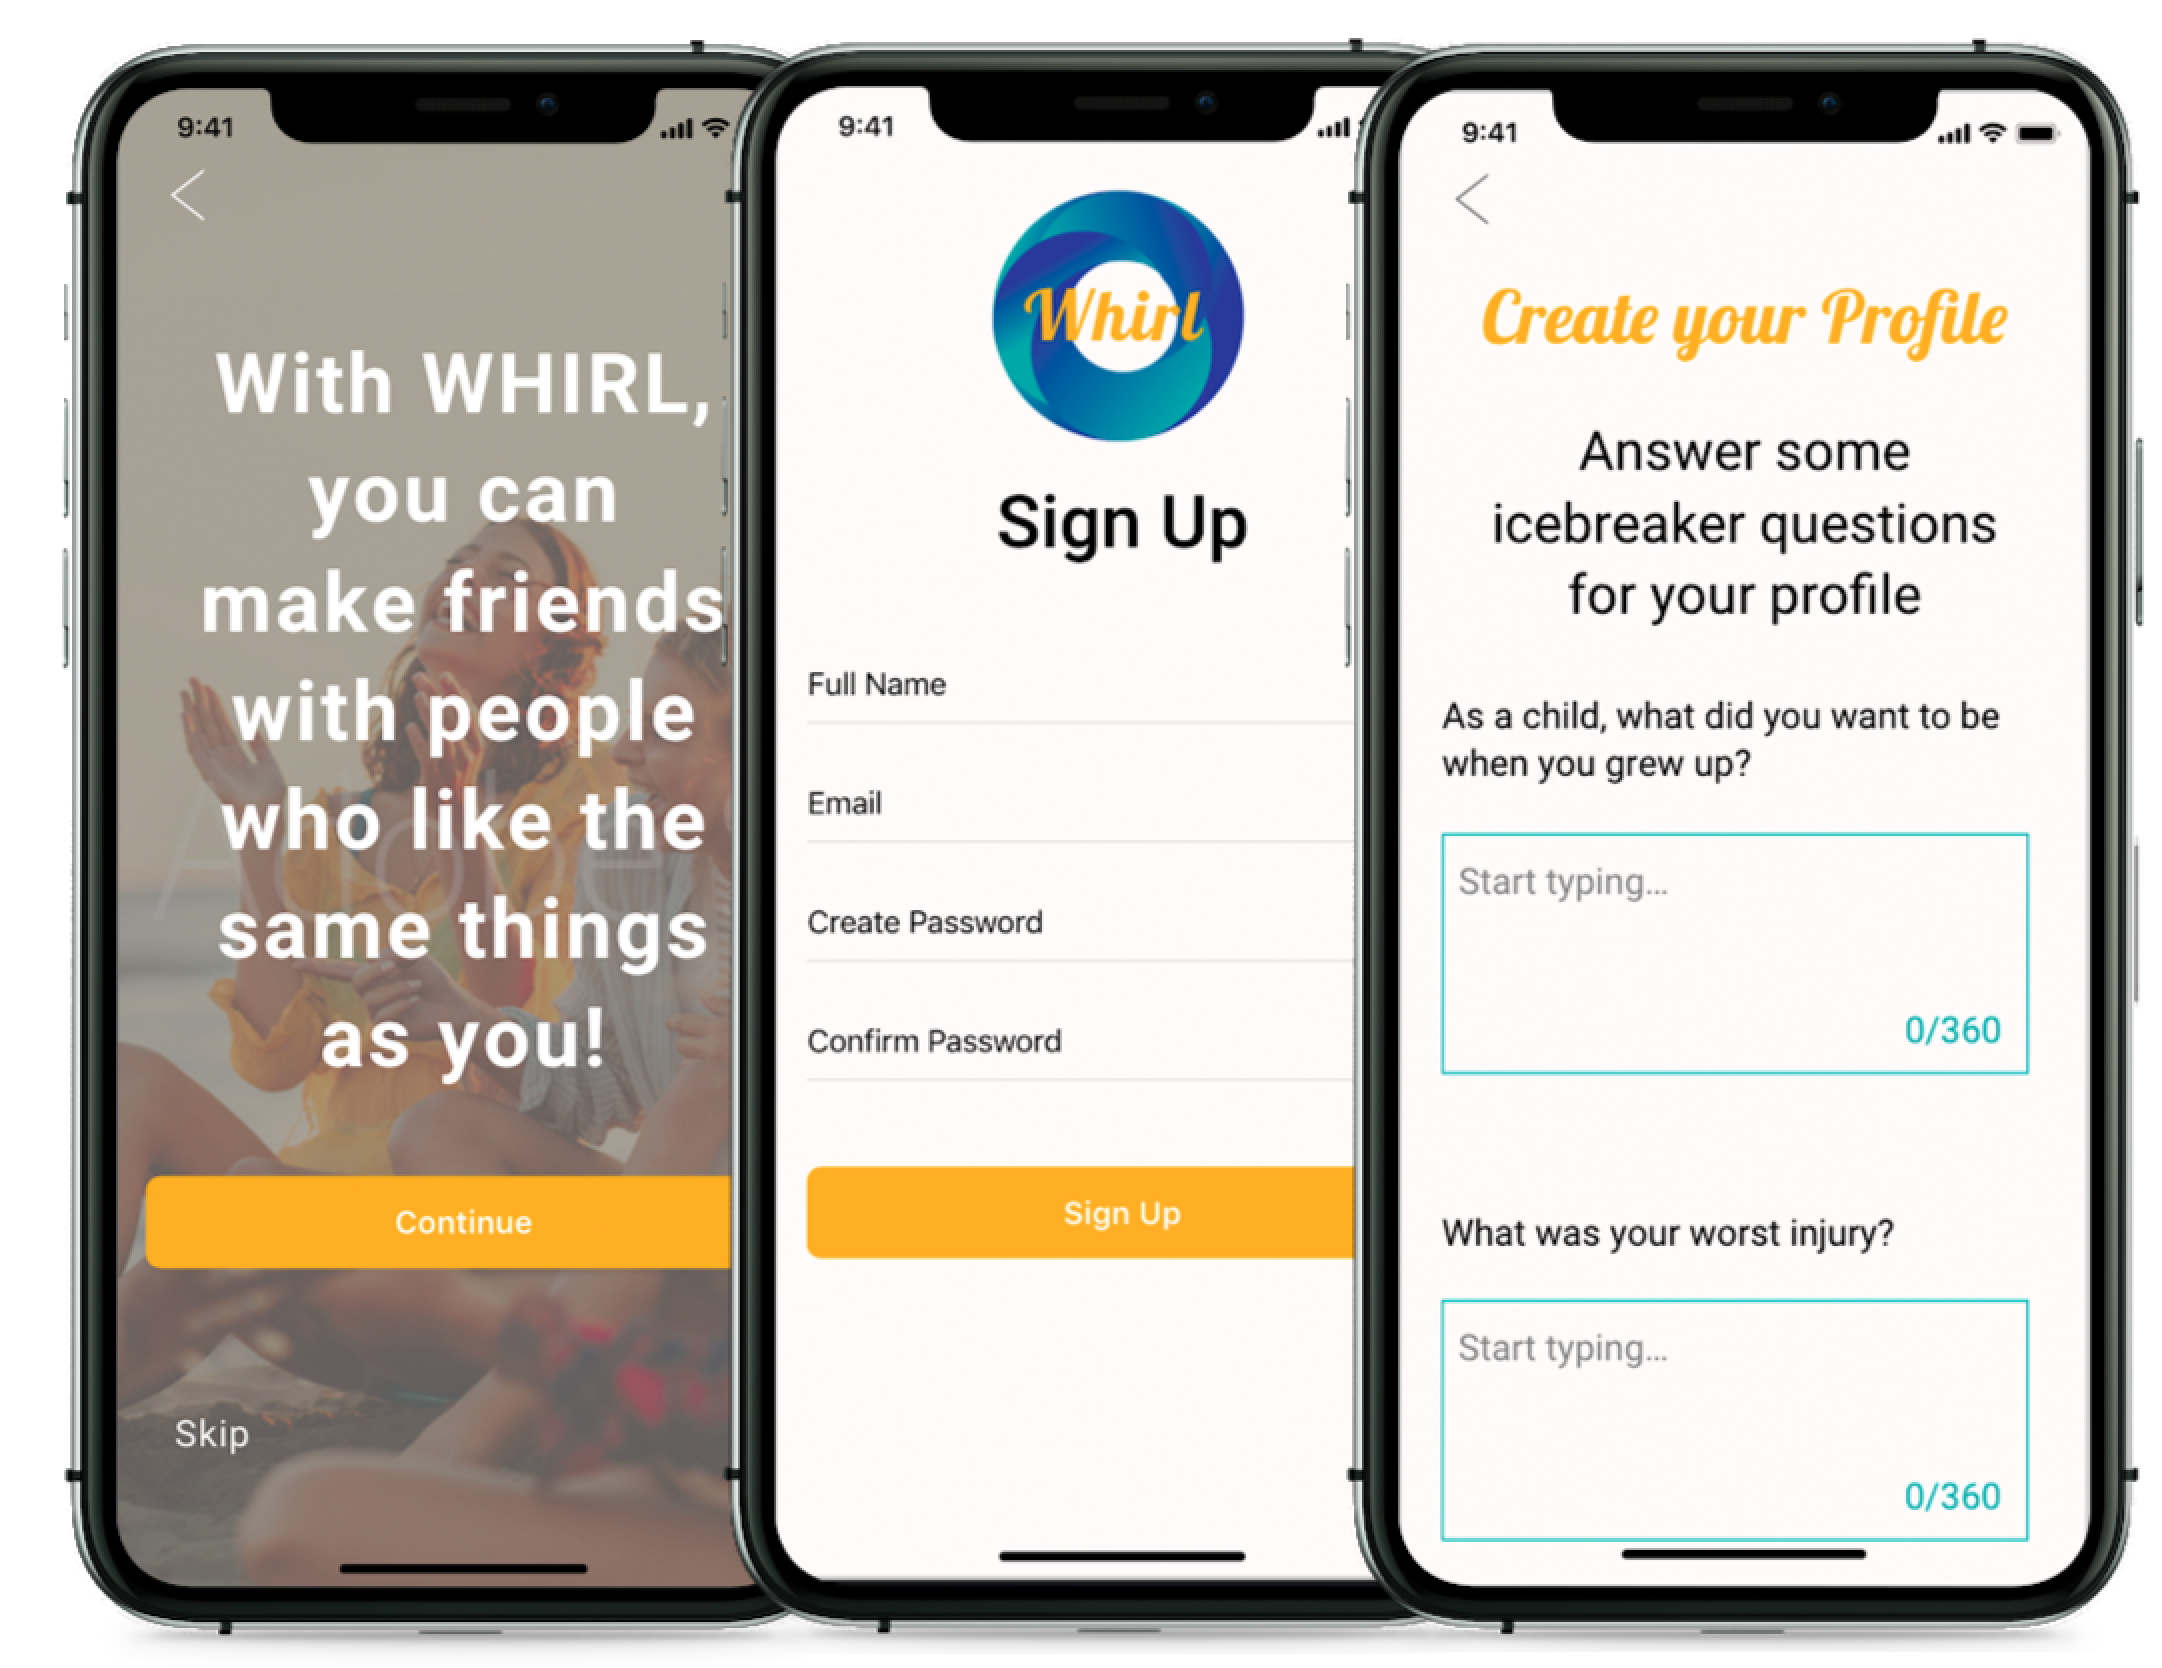 9:41
With WHIRL,
you can
make friends
with people
who like the
same things
as you!
Adobe
Continue
Skip
9:41
Whirl
Sign Up
Full Name
Email
Create Password
Confirm Password
Sign Up
9:41
Create your Profile
Answer some
icebreaker questions
for your profile
As a child, what did you want to be
when you grew up?
Start typing...
0/360
What was your worst injury?
Start typing...
0/360